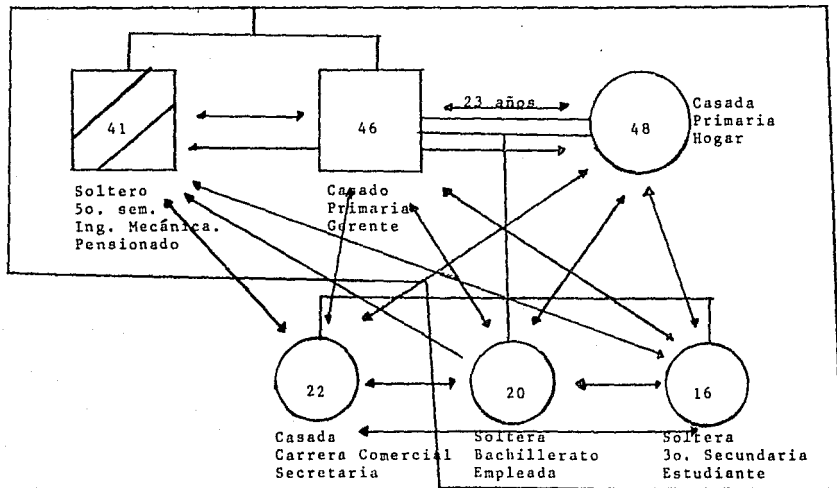 23 años
41
46
48
Casada
Primaria
Hogar
Soltero
5o. sem.
Ing. Mecánica.
Pensionado
Casado
Primaria
Gerente
22
20
16
Casada
Carrera Comercial
Secretaria
Soltera
Bachillerato
Empleada
Soltera
3o. Secundaria
Estudiante